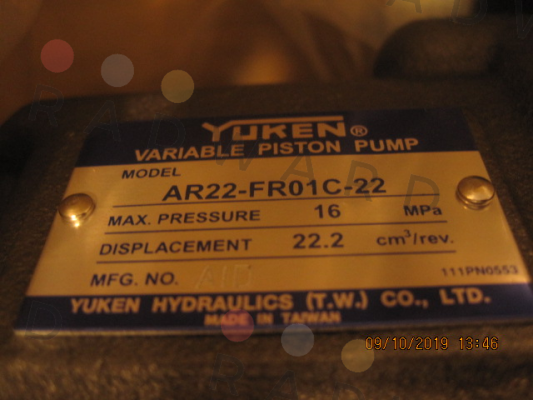 YUKEN®
VARIABLE PISTON PUMP
MODEL AR22-FR01C-22
MAX. PRESSURE 16 MPa
DISPLACEMENT 22.2 cm³/rev.
MFG. NO.
111PN0553
YUKEN HYDRAULICS (T.W.) CO., LTD.
MADE IN TAIWAN
09/10/2019 13:46